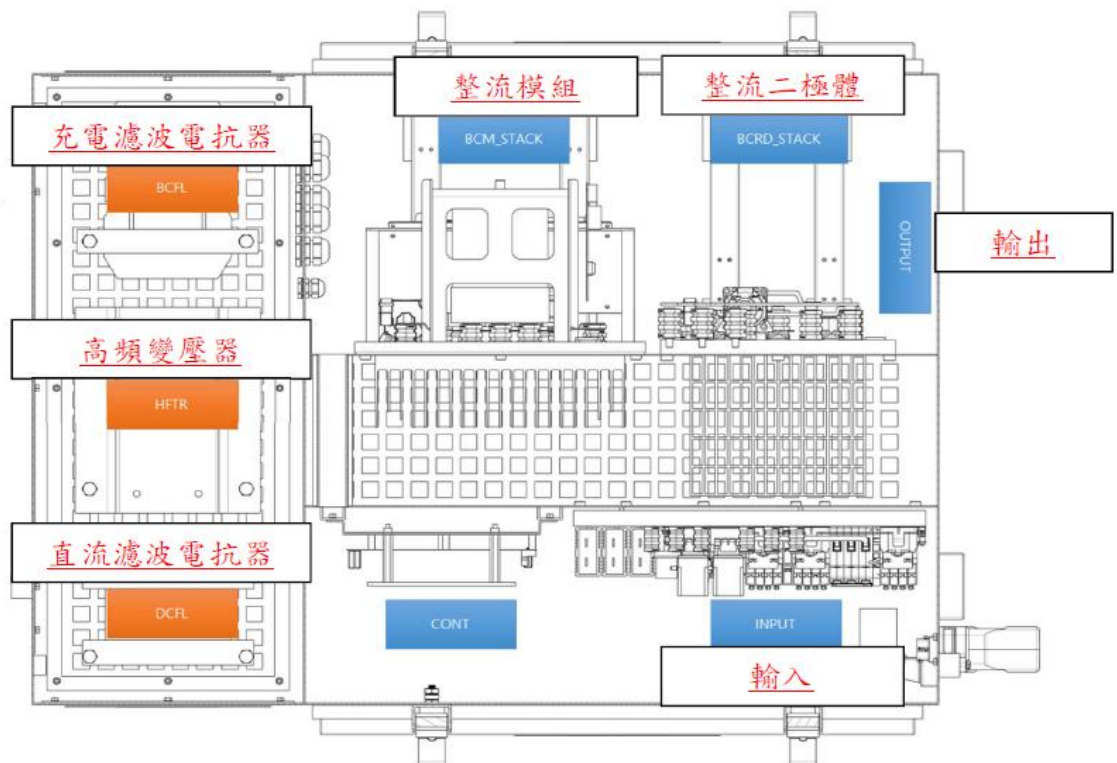 整流模組
整流二極體
BCM_STACK
BCRD_STACK
充電濾波電抗器
BCFL
OUTPUT
輸出
高頻變壓器
HFTR
直流濾波電抗器
DCFL
CONT
INPUT
輸入